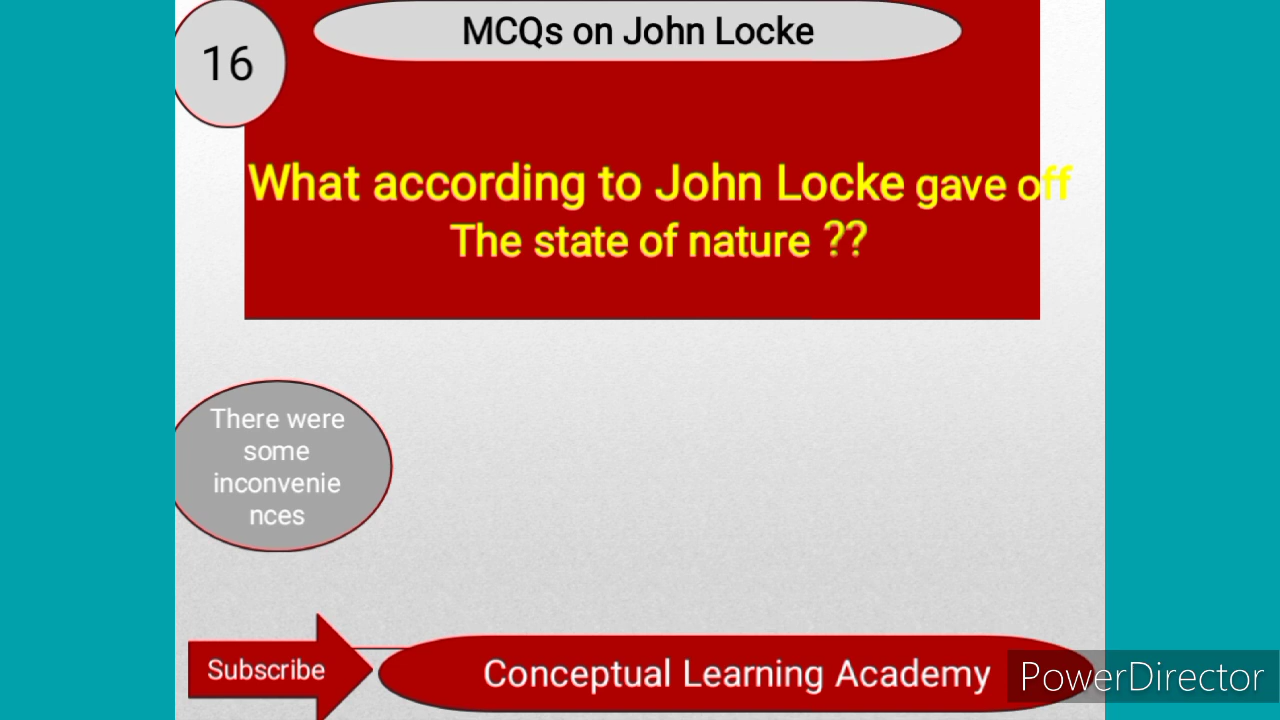 16
MCQs on John Locke
What according to John Locke gave off
The state of nature ??
There were
some
inconvenie
nces
Subscribe
Conceptual Learning Academy
PowerDirector